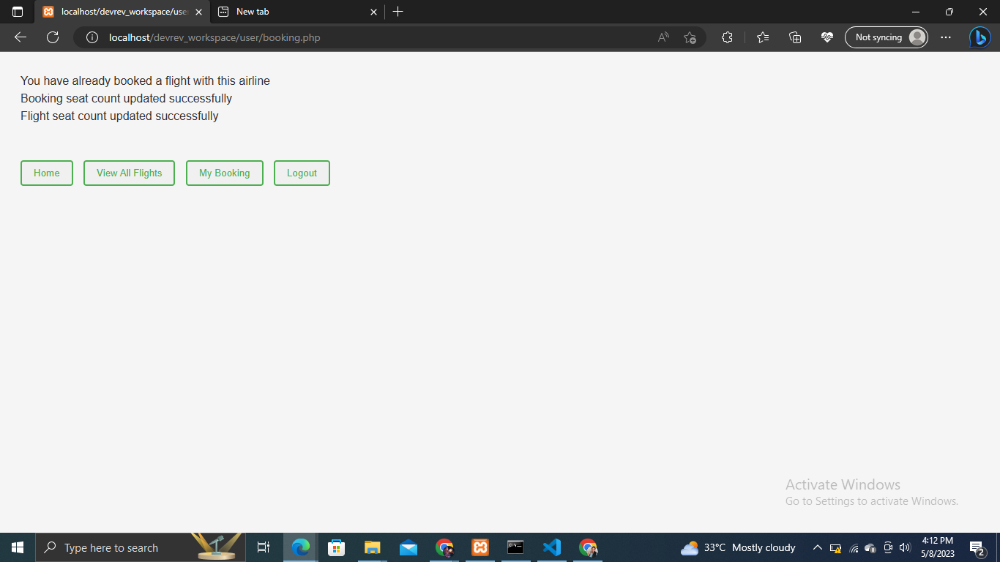 localhost/devrev_workspace/use
New tab
localhost/devrev_workspace/user/booking.php
Not syncing
You have already booked a flight with this airline
Booking seat count updated successfully
Flight seat count updated successfully
Home
View All Flights
My Booking
Logout
Activate Windows
Go to Settings to activate Windows.
Type here to search
33°C Mostly cloudy
4:12 PM
5/8/2023
2